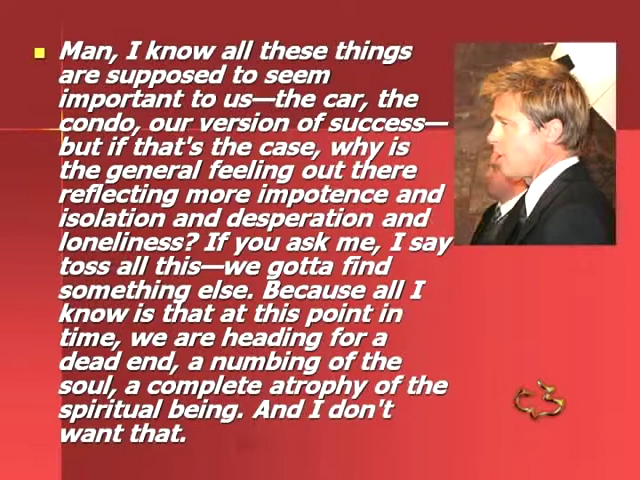 Man, I know all these things
are supposed to seem
important to us—the car, the
condo, our version of success—
but if that's the case, why is
the general feeling out there
reflecting more impotence and
isolation and desperation and
loneliness? If you ask me, I say
toss all this—we gotta find
something else. Because all I
know is that at this point in
time, we are heading for a
dead end, a numbing of the
soul, a complete atrophy of the
spiritual being. And I don't
want that.